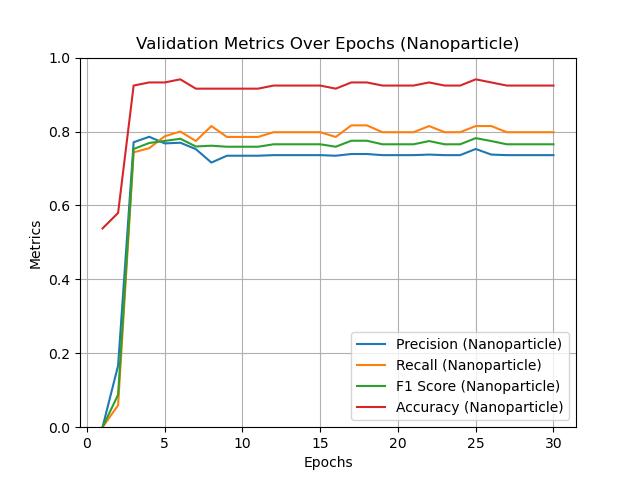 Validation Metrics Over Epochs (Nanoparticle)
1.0
0.8
0.6
0.4
0.2
0.0
Metrics
Precision (Nanoparticle)
Recall (Nanoparticle)
F1 Score (Nanoparticle)
Accuracy (Nanoparticle)
0 5 10 15 20 25 30
Epochs